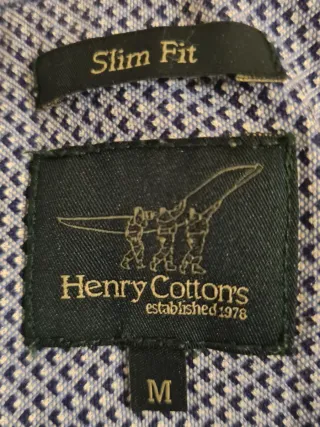 Slim Fit
Henry Cotton's
established 1978
M